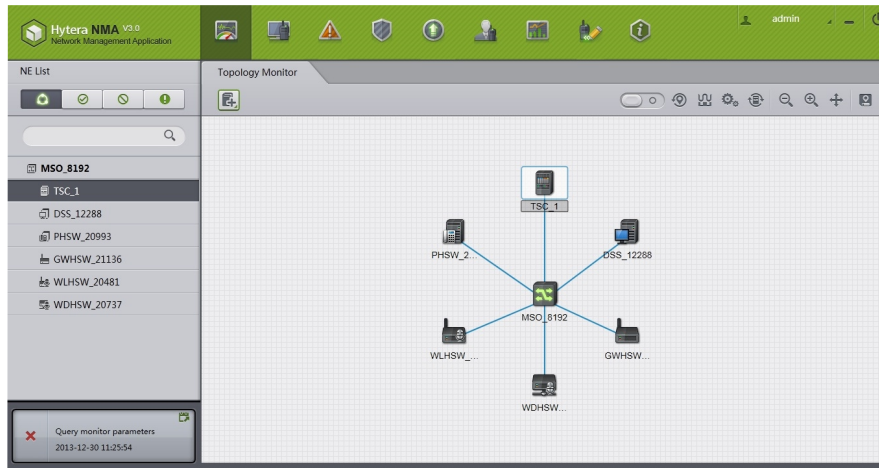 Hytera NMA V3.0
Network Management Application
admin
NE List
Topology Monitor
MSO_8192
TSC_1
DSS_12288
PHSW_20993
GWHSW_21136
WLHSW_20481
WDHSW_20737
TSC_1
PHSW_2...
DSS_12288
MSO_8192
WLHSW_...
GWHSW...
WDHSW...
Query monitor parameters
2013-12-30 11:25:54